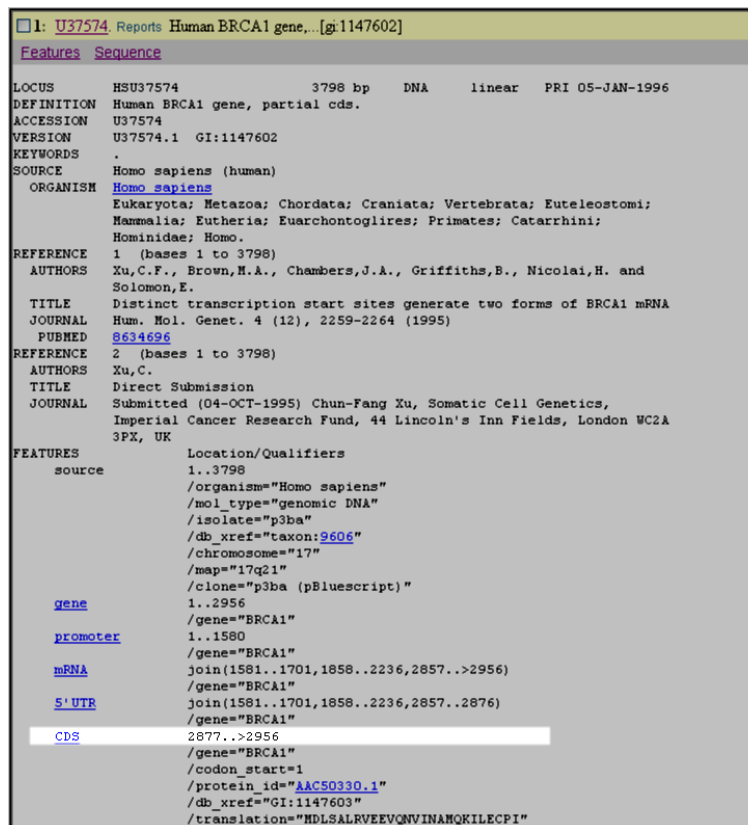 1: U37574. Reports Human BRCA1 gene,...[gi:1147602]
Features Sequence
LOCUS HSU37574 3798 bp DNA linear PRI 05-JAN-1996
DEFINITION Human BRCA1 gene, partial cds.
ACCESSION U37574
VERSION U37574.1 GI:1147602
KEYWORDS .
SOURCE Homo sapiens (human)
ORGANISM Homo sapiens
Eukaryota; Metazoa; Chordata; Craniata; Vertebrata; Euteleostomi;
Mammalia; Eutheria; Euarchontoglires; Primates; Catarrhini;
Hominidae; Homo.
REFERENCE 1 (bases 1 to 3798)
AUTHORS Xu,C.F., Brown,M.A., Chambers,J.A., Griffiths,B., Nicolai,H. and
Solomon,E.
TITLE Distinct transcription start sites generate two forms of BRCA1 mRNA
JOURNAL Hum. Mol. Genet. 4 (12), 2259-2264 (1995)
PUBMED 8634696
REFERENCE 2 (bases 1 to 3798)
AUTHORS Xu,C.
TITLE Direct Submission
JOURNAL Submitted (04-OCT-1995) Chun-Fang Xu, Somatic Cell Genetics,
Imperial Cancer Research Fund, 44 Lincoln's Inn Fields, London WC2A
3PX, UK
FEATURES Location/Qualifiers
source 1..3798
/organism="Homo sapiens"
/mol_type="genomic DNA"
/isolate="p3ba"
/db_xref="taxon:9606"
/chromosome="17"
/map="17q21"
/clone="p3ba (pBluescript)"
gene 1..2956
/gene="BRCA1"
promoter 1..1580
/gene="BRCA1"
mRNA join(1581..1701,1858..2236,2857..>2956)
/gene="BRCA1"
5'UTR join(1581..1701,1858..2236,2857..2876)
/gene="BRCA1"
CDS 2877..>2956
/gene="BRCA1"
/codon_start=1
/protein_id="AAC50330.1"
/db_xref="GI:1147603"
/translation="MDLSALRVEEVQNVINAMQKILECPI"